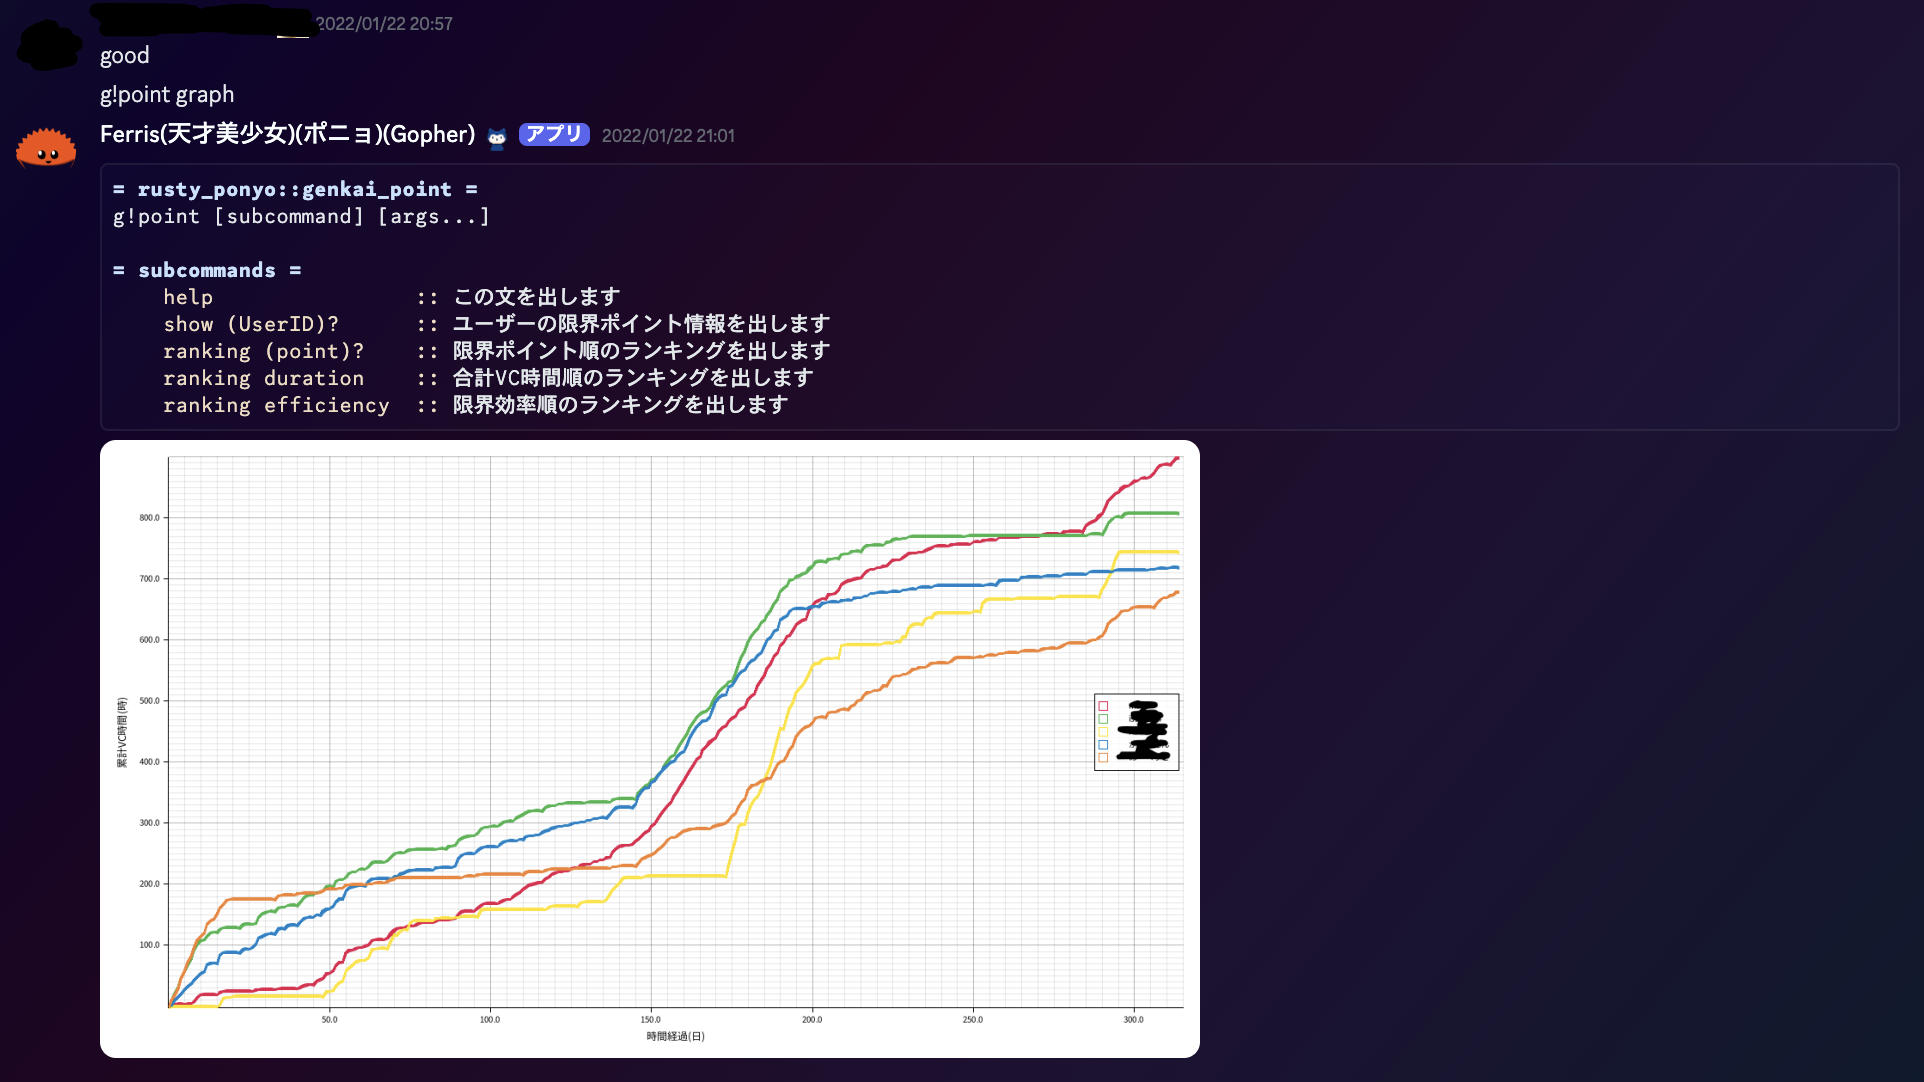 2022/01/22 20:57
good
g!point graph
Ferris(天才美少女)(ポニョ)(Gopher) アプリ 2022/01/22 21:01
= rusty_ponyo::genkai_point =
g!point [subcommand] [args...]
= subcommands =
help :: この文を出します
show (UserID)? :: ユーザーの限界ポイント情報を出します
ranking (point)? :: 限界ポイント順のランキングを出します
ranking duration :: 合計VC時間順のランキングを出します
ranking efficiency :: 限界効率順のランキングを出します
800.0
700.0
600.0
500.0
400.0
300.0
200.0
100.0
累計VC時間(時)
50.0 100.0 150.0 200.0 250.0 300.0
時間経過(日)